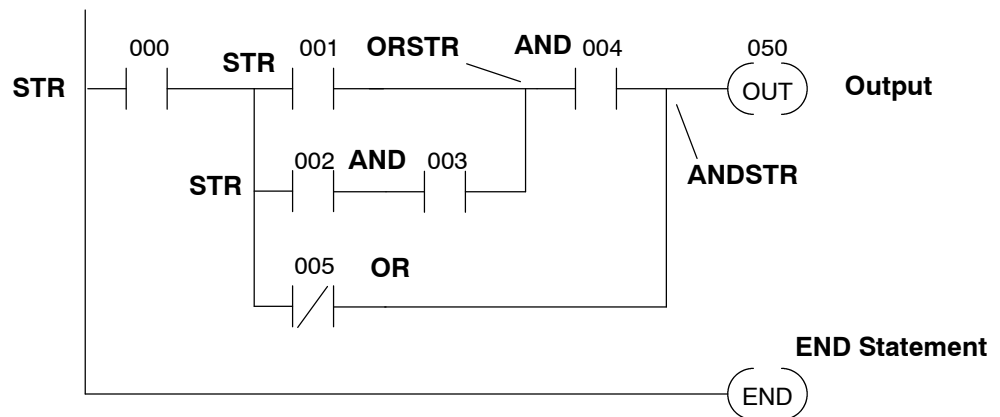 000
STR
001
ORSTR
AND
004
050
STR
OUT
Output
002
AND
003
STR
ANDSTR
005
OR
END Statement
END